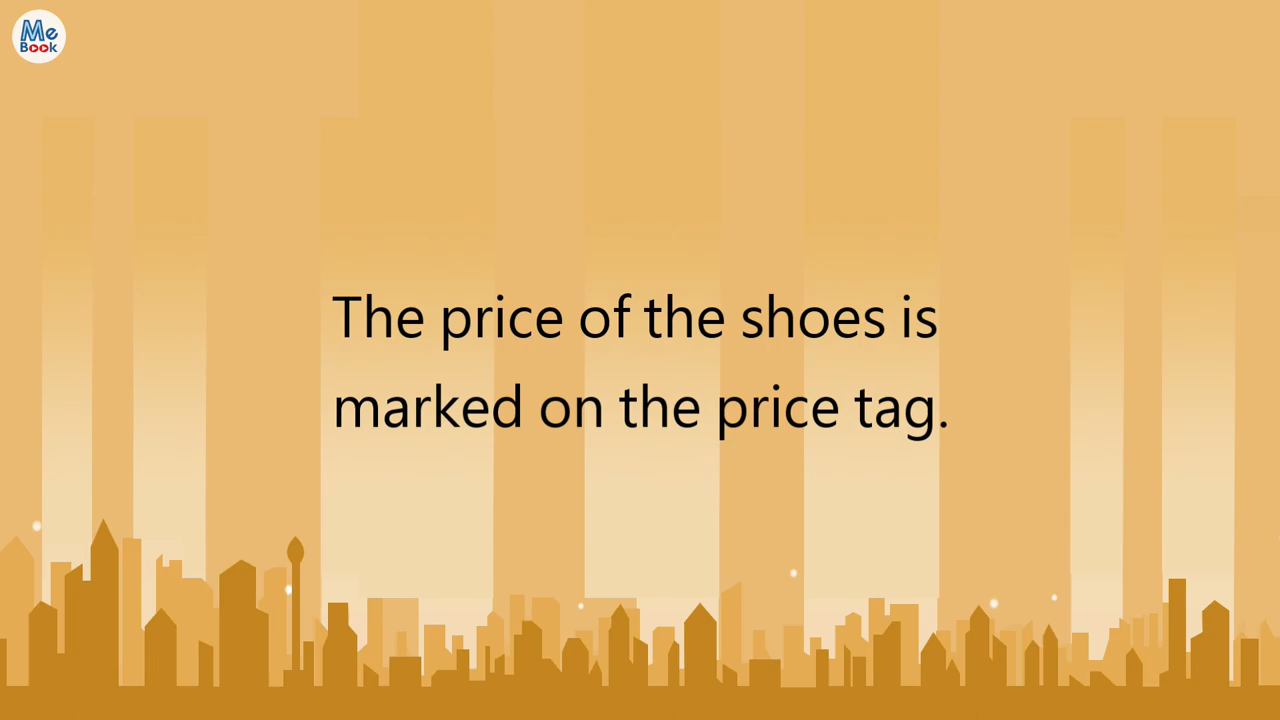 Me
Book
The price of the shoes is
marked on the price tag.